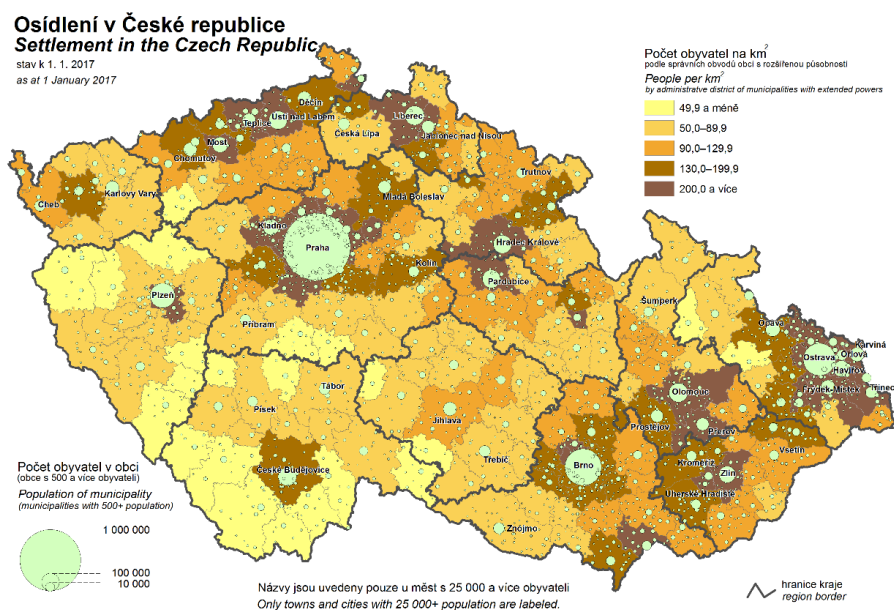 Osídlení v České republice
Settlement in the Czech Republic
stav k 1. 1. 2017
as at 1 January 2017
Počet obyvatel na km²
podle správních obvodů obcí s rozšířenou působností
People per km²
by administrative district of municipalities with extended powers
49,9 a méně
50,0–89,9
90,0–129,9
130,0–199,9
200,0 a více
Děčín
Teplice
Ústí nad Labem
Liberec
Česká Lípa
Jablonec nad Nisou
Most
Chomutov
Trutnov
Karlovy Vary
Cheb
Mladá Boleslav
Kladno
Praha
Hradec Králové
Kolín
Pardubice
Plzeň
Šumperk
Příbram
Opava
Karviná
Orlová
Ostrava
Havířov
Frýdek-Místek
Třinec
Tábor
Písek
Olomouc
Jihlava
Prostějov
Přerov
Vsetín
Třebíč
Brno
Kroměříž
Zlín
České Budějovice
Uherské Hradiště
Znojmo
Počet obyvatel v obci
(obce s 500 a více obyvateli)
Population of municipality
(municipalities with 500+ population)
1 000 000
100 000
10 000
Názvy jsou uvedeny pouze u měst s 25 000 a více obyvateli
Only towns and cities with 25 000+ population are labeled.
hranice kraje
region border